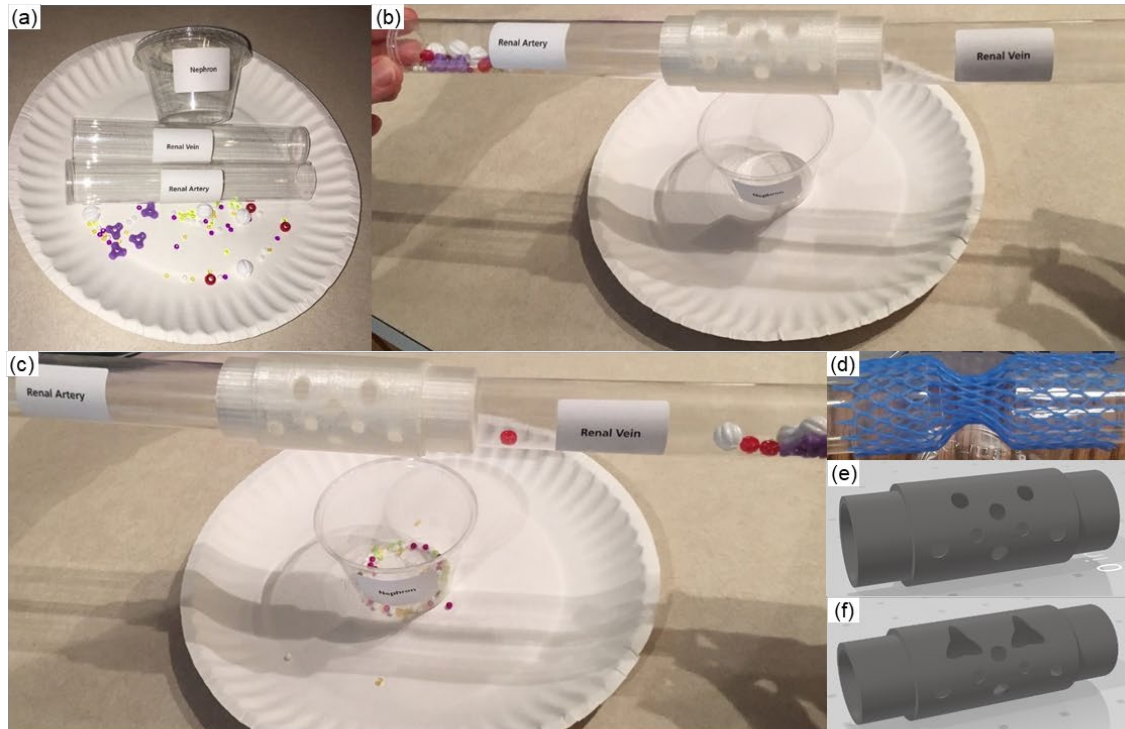 (a)
Nephron
Renal Vein
Renal Artery
(b)
Renal Artery
Renal Vein
Nephron
(c)
Renal Artery
Renal Vein
Nephron
(d)
(e)
(f)